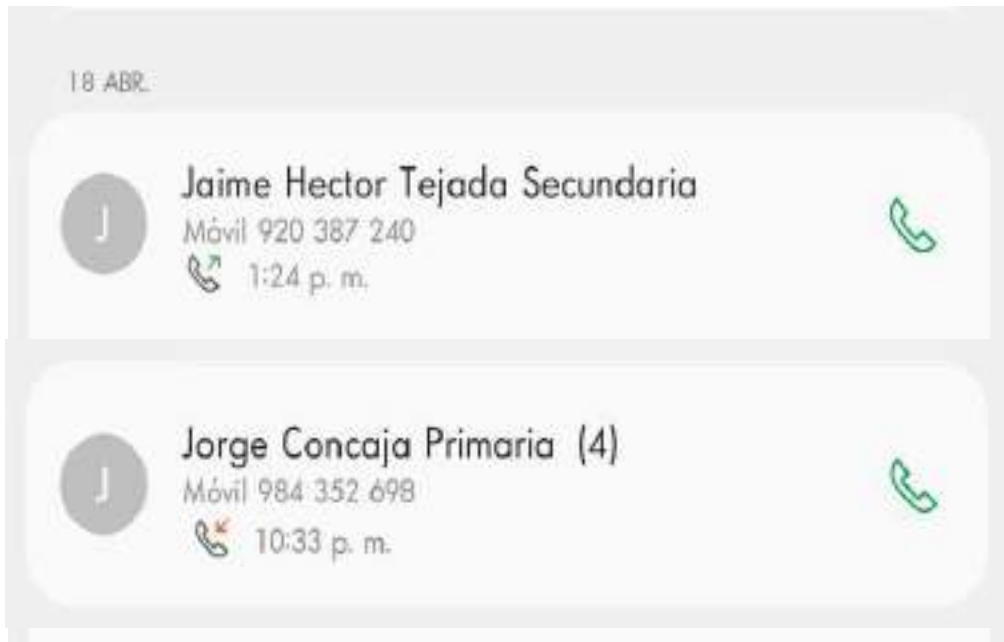 18 ABR.
J
Jaime Hector Tejada Secundaria
Móvil 920 387 240
1:24 p. m.
J
Jorge Concaja Primaria (4)
Móvil 984 352 698
10:33 p. m.